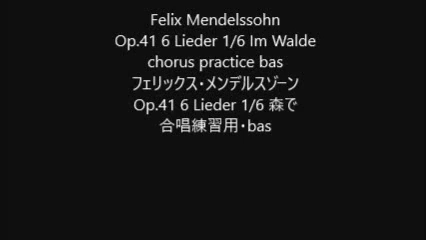 Felix Mendelssohn
Op.41 6 Lieder 1/6 Im Walde
chorus practice bas
フェリックス・メンデルスゾーン
Op.41 6 Lieder 1/6 森で
合唱練習用・bas